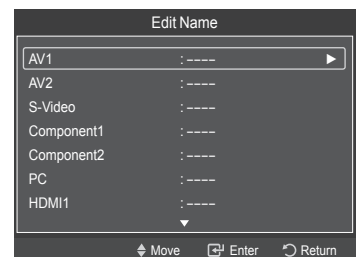 Edit Name
AV1 : ---- ▶
AV2 : ----
S-Video : ----
Component1 : ----
Component2 : ----
PC : ----
HDMI1 : ----
▼
Move Enter Return